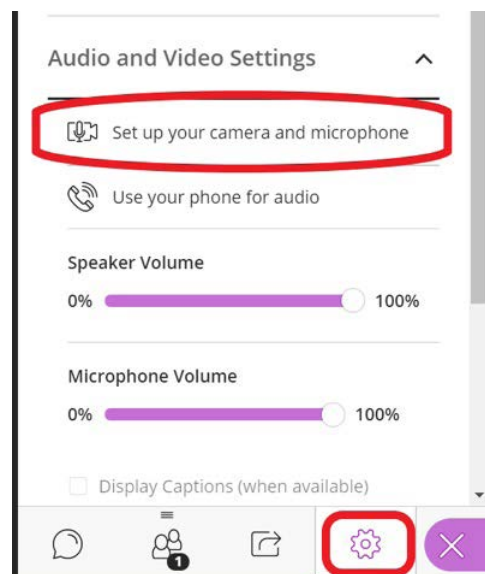 Audio and Video Settings
Set up your camera and microphone
Use your phone for audio
Speaker Volume
0% 100%
Microphone Volume
0% 100%
Display Captions (when available)
1